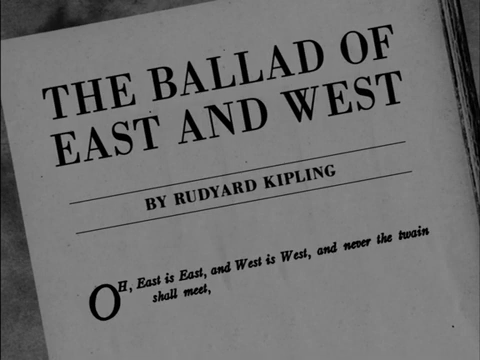 THE BALLAD OF
EAST AND WEST
BY RUDYARD KIPLING
OH, East is East, and West is West, and never the twain
shall meet,